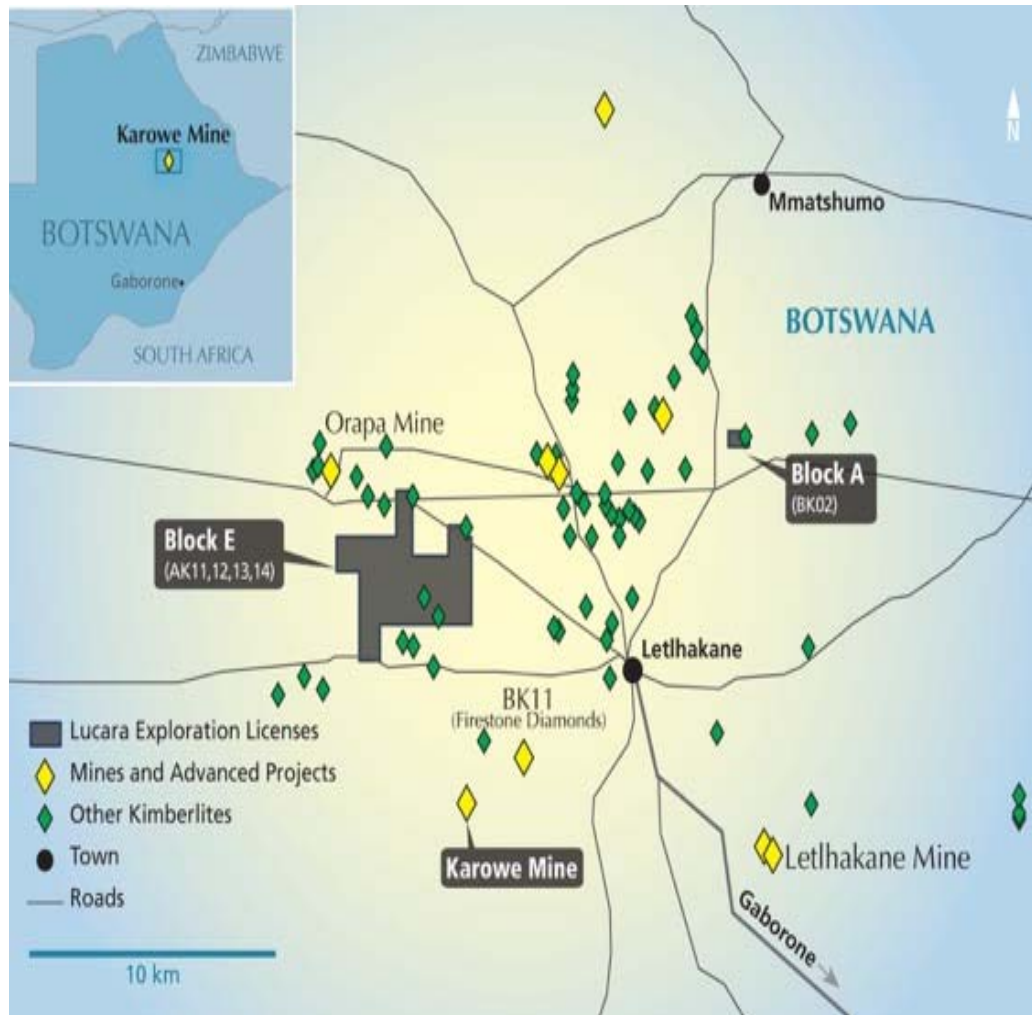 ZIMBABWE
Karowe Mine
BOTSWANA
Gaborone
SOUTH AFRICA
N
Mmatshumo
BOTSWANA
Orapa Mine
Block A
(BK02)
Block E
(AK11,12,13,14)
Letlhakane
BK11
(Firestone Diamonds)
Lucara Exploration Licenses
Mines and Advanced Projects
Other Kimberlites
Town
Roads
Karowe Mine
Letlhakane Mine
Gaborone
10 km